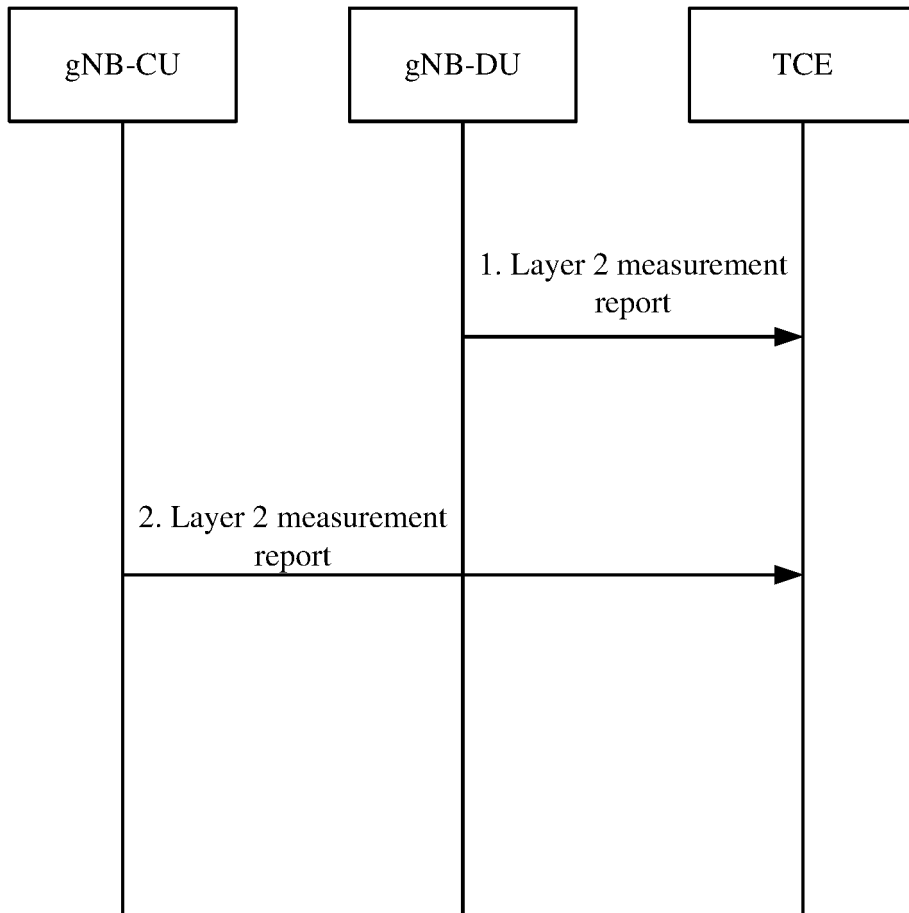 gNB-CU
gNB-DU
TCE
1. Layer 2 measurement
report
2. Layer 2 measurement
report